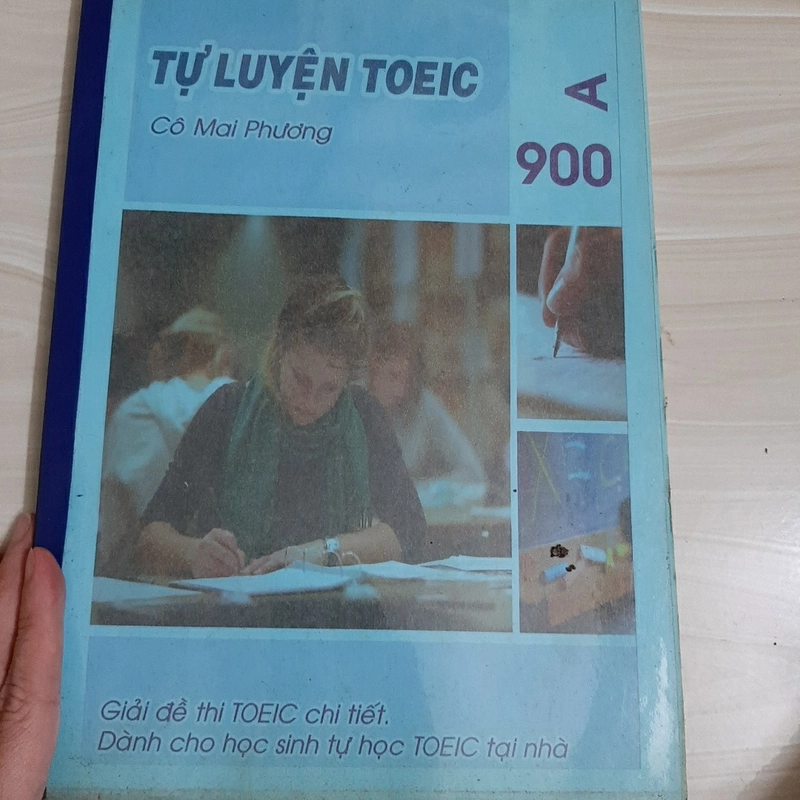 TỰ LUYỆN TOEIC
Cô Mai Phương
A
900
Giải đề thi TOEIC chi tiết.
Dành cho học sinh tự học TOEIC tại nhà